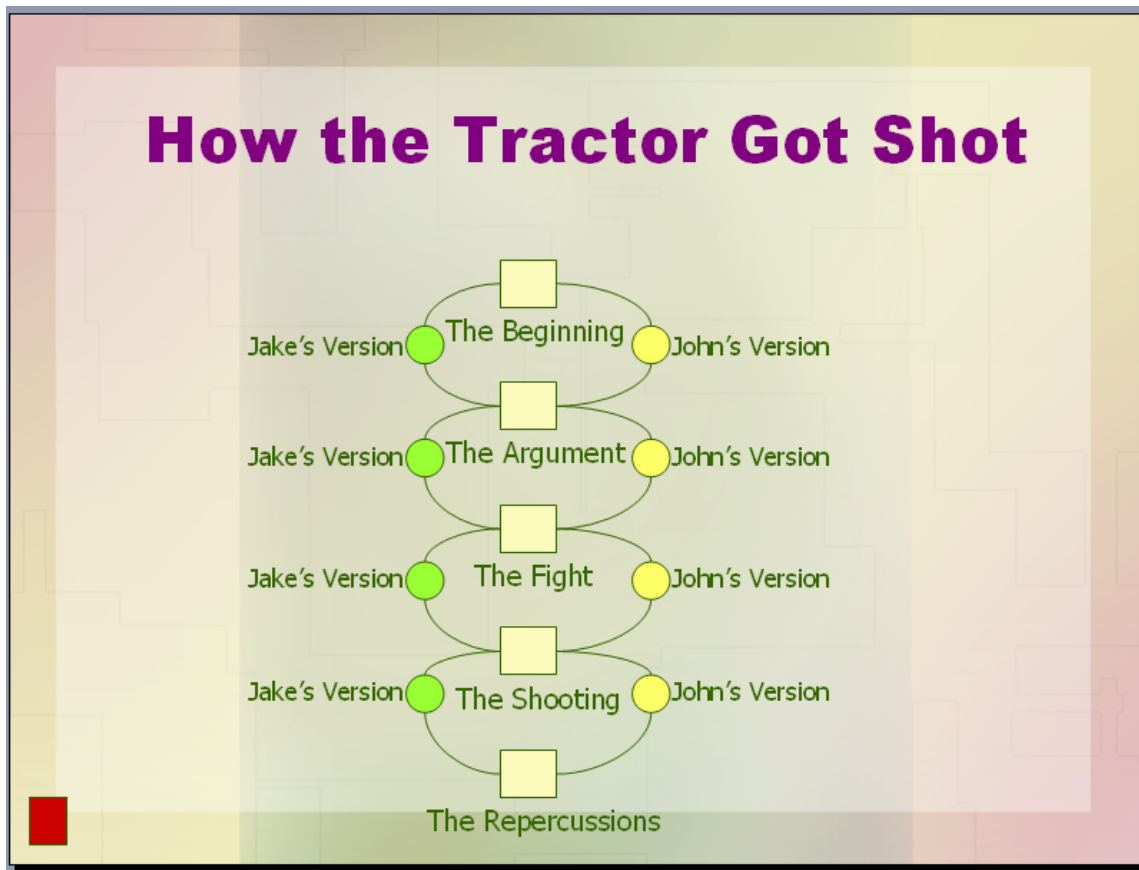 How the Tractor Got Shot
The Beginning
Jake’s Version
John’s Version
The Argument
Jake’s Version
John’s Version
The Fight
Jake’s Version
John’s Version
The Shooting
Jake’s Version
John’s Version
The Repercussions